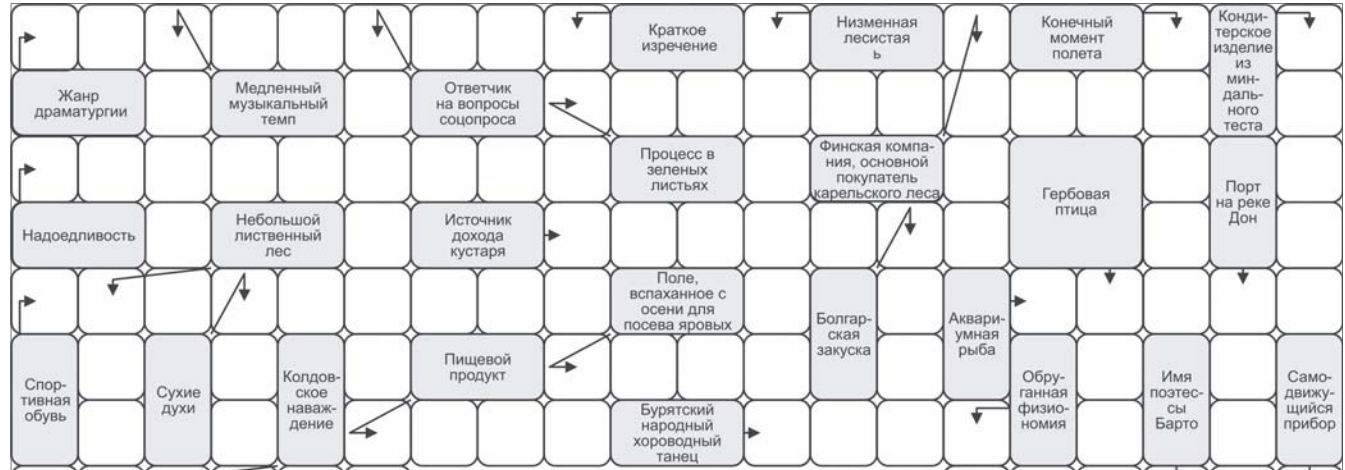 Краткое
изречение
Низменная
лесистая
ь
Конечный
момент
полета
Конди-
терское
изделие
из
мин-
даль-
ного
теста
Жанр
драматургии
Медленный
музыкальный
темп
Ответчик
на вопросы
соцопроса
Процесс в
зеленых
листьях
Финская компа-
ния, основной
покупатель
карельского леса
Гербовая
птица
Порт
на реке
Дон
Надоедливость
Небольшой
лиственный
лес
Источник
дохода
кустаря
Поле,
вспаханное с
осени для
посева яровых
Болгар-
ская
закуска
Аквари-
умная
рыба
Спор-
тивная
обувь
Сухие
духи
Колдов-
ское
наваж-
дение
Пищевой
продукт
Бурятский
народный
хороводный
танец
Обру-
ганная
физио-
номия
Имя
поэтес-
сы
Барто
Само-
движу-
щийся
прибор